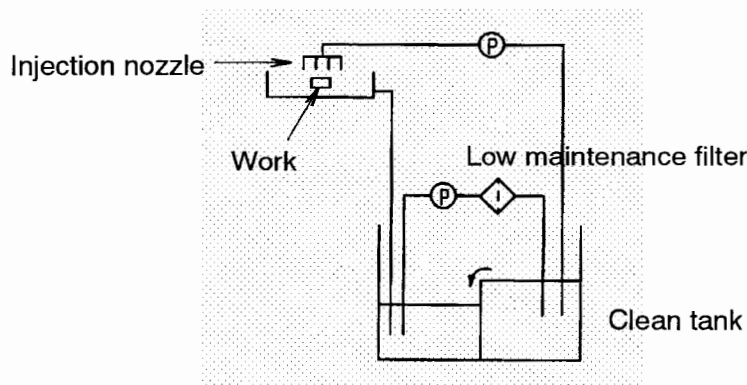 P
Injection nozzle
Work
Low maintenance filter
P
Clean tank